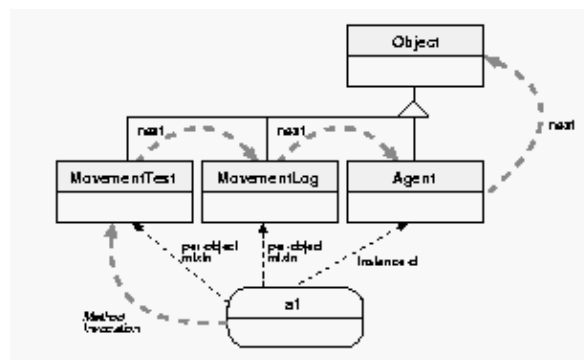 Object
next
next
next
MovementTest
MovementLog
Agent
per-object
mixin
per-object
mixin
instance-of
a1
Method
Invocation